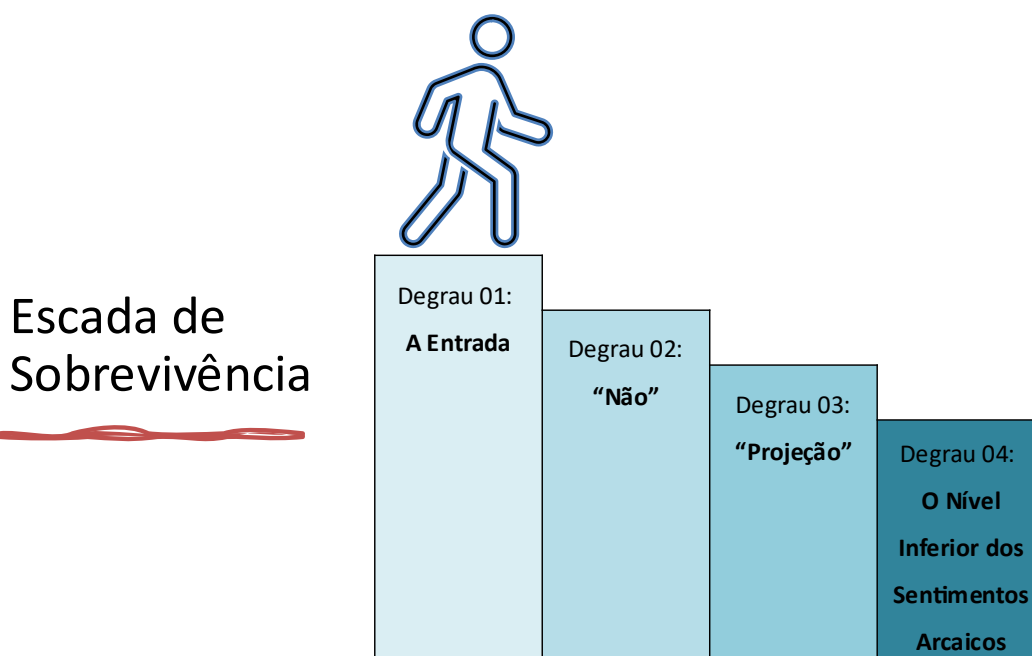 Escada de
Sobrevivência
Degrau 01:
A Entrada
Degrau 02:
“Não”
Degrau 03:
“Projeção”
Degrau 04:
O Nível
Inferior dos
Sentimentos
Arcaicos